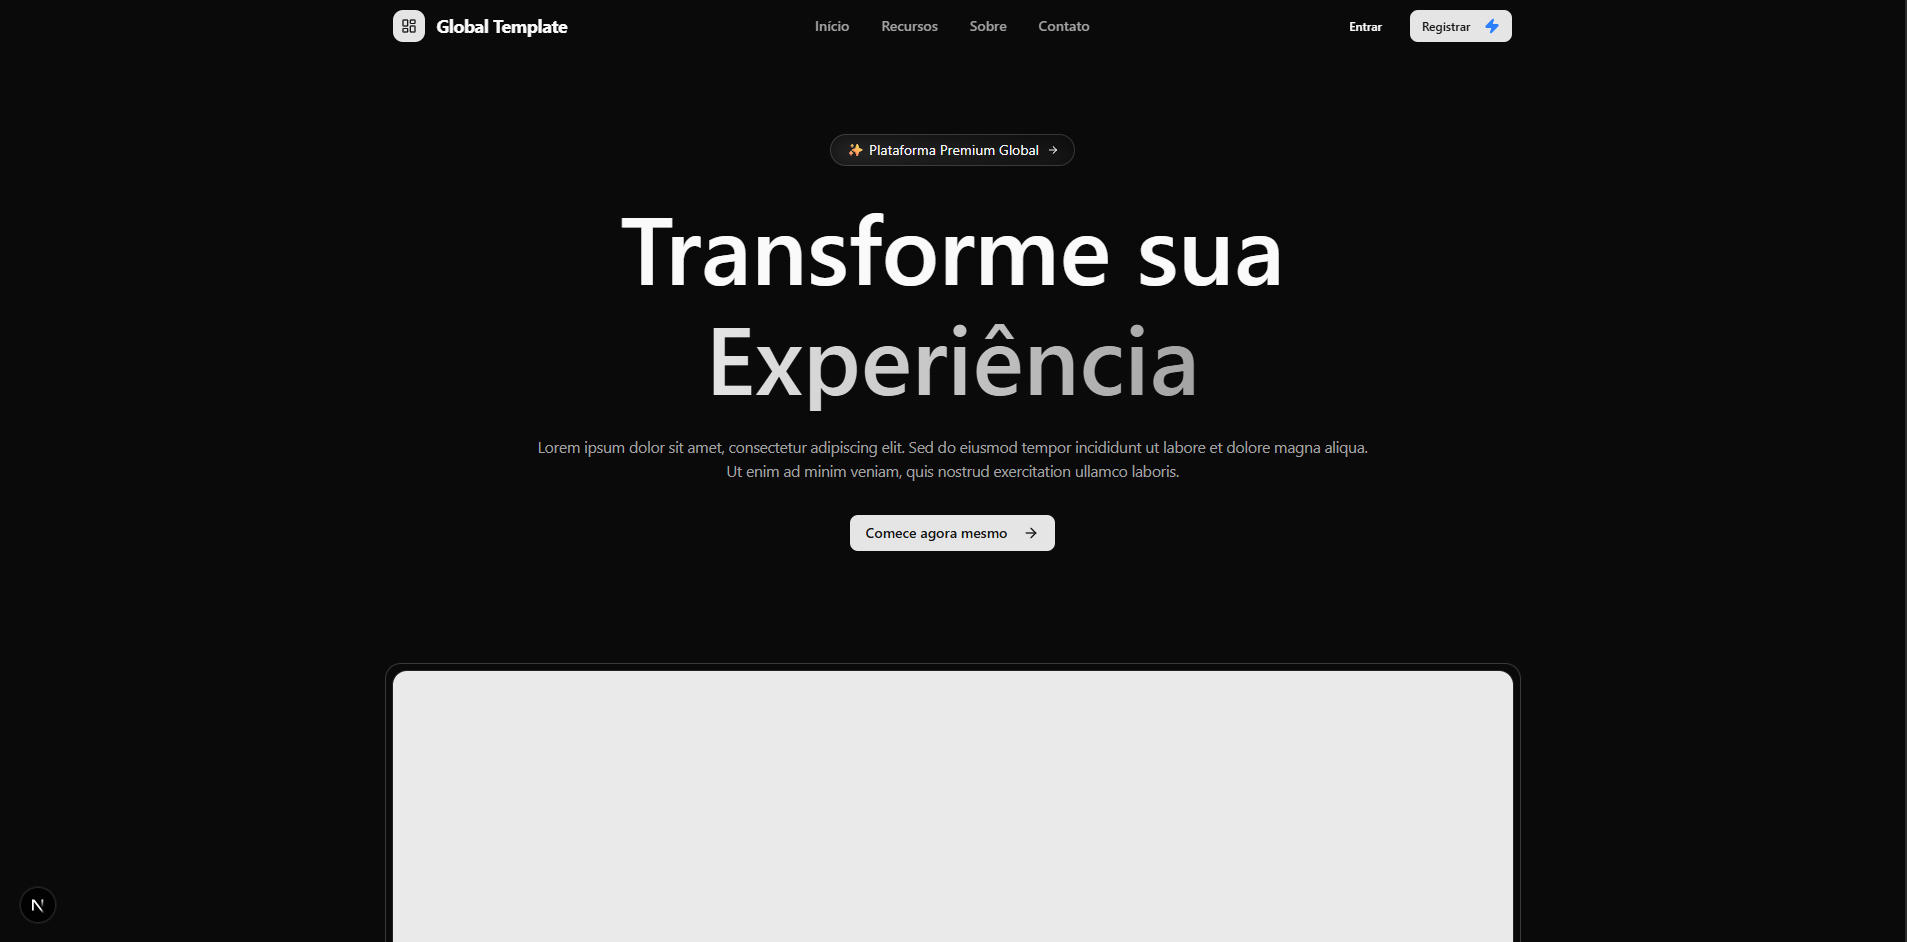 Global Template
Início
Recursos
Sobre
Contato
Entrar
Registrar
✨ Plataforma Premium Global →
Transforme sua
Experiência
Lorem ipsum dolor sit amet, consectetur adipiscing elit. Sed do eiusmod tempor incididunt ut labore et dolore magna aliqua.
Ut enim ad minim veniam, quis nostrud exercitation ullamco laboris.
Comece agora mesmo →
N